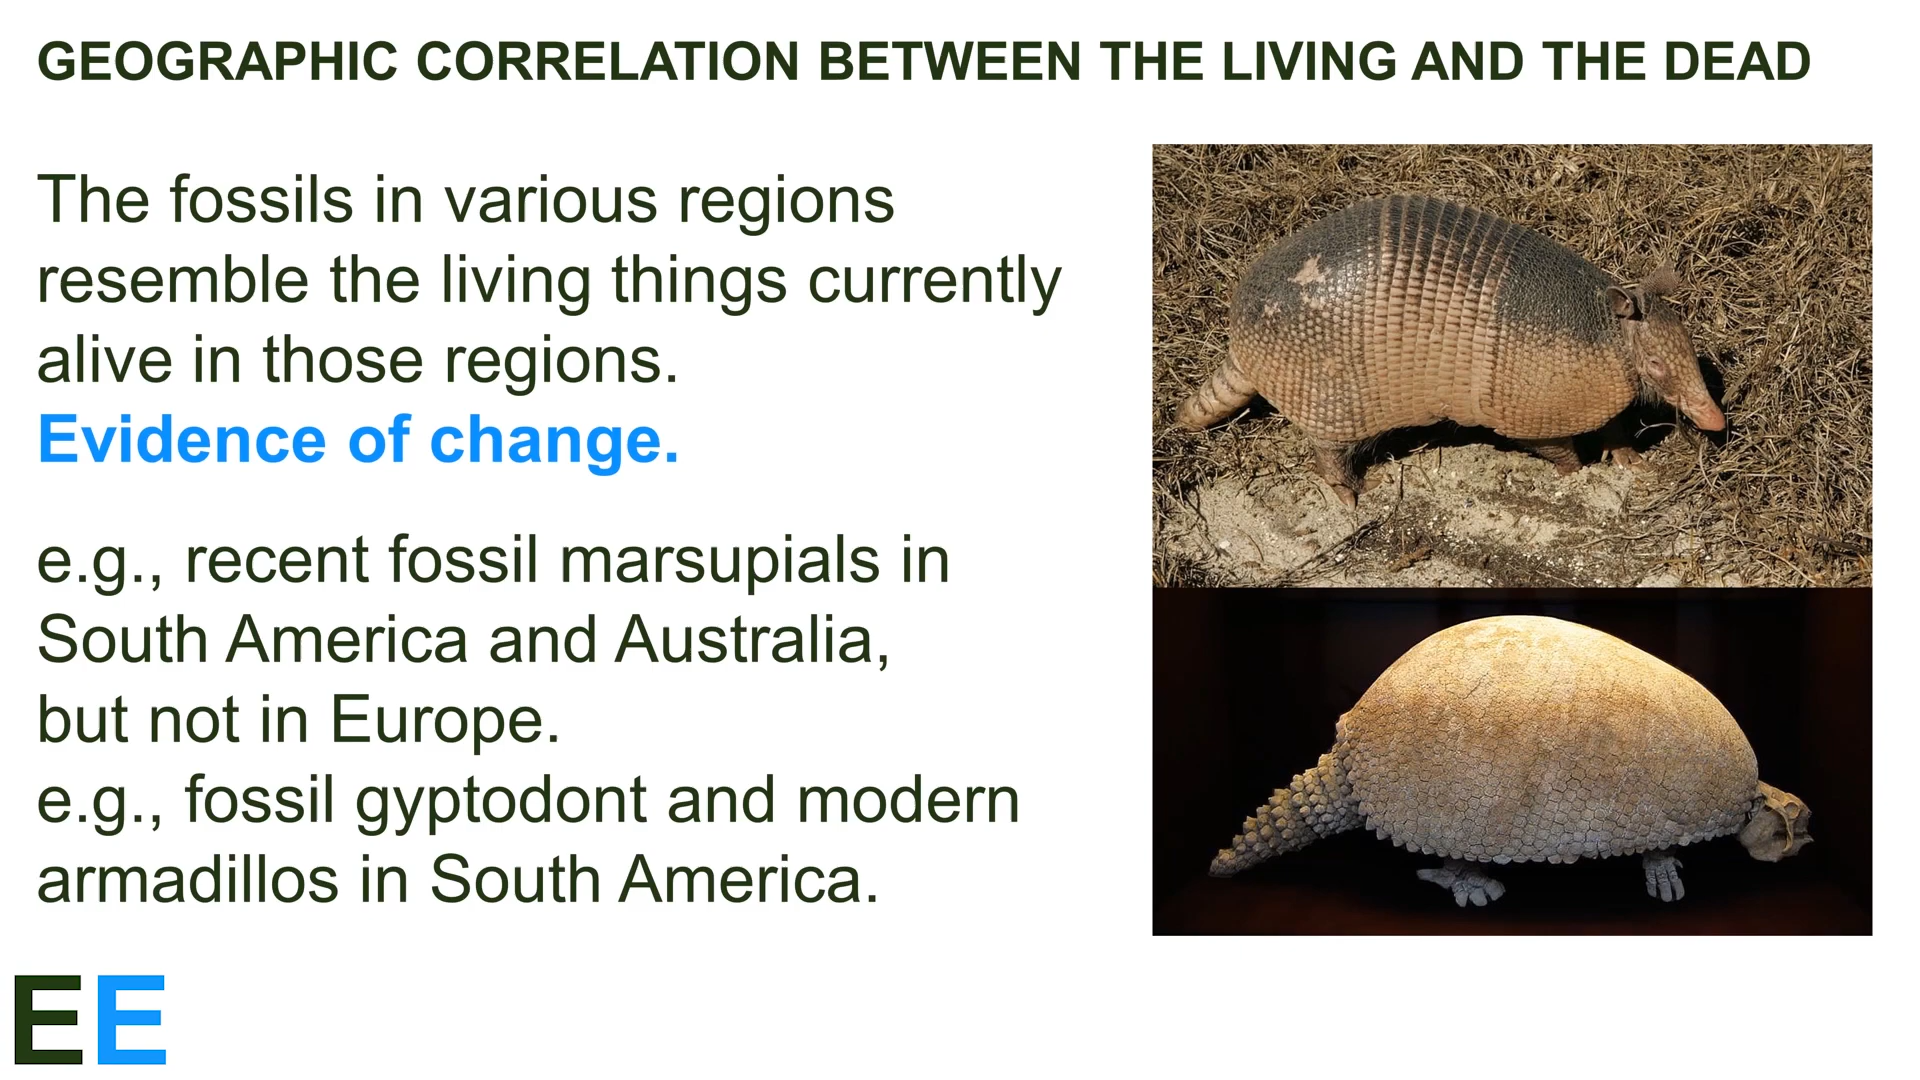 GEOGRAPHIC CORRELATION BETWEEN THE LIVING AND THE DEAD
The fossils in various regions
resemble the living things currently
alive in those regions.
Evidence of change.
e.g., recent fossil marsupials in
South America and Australia,
but not in Europe.
e.g., fossil gyptodont and modern
armadillos in South America.
EE